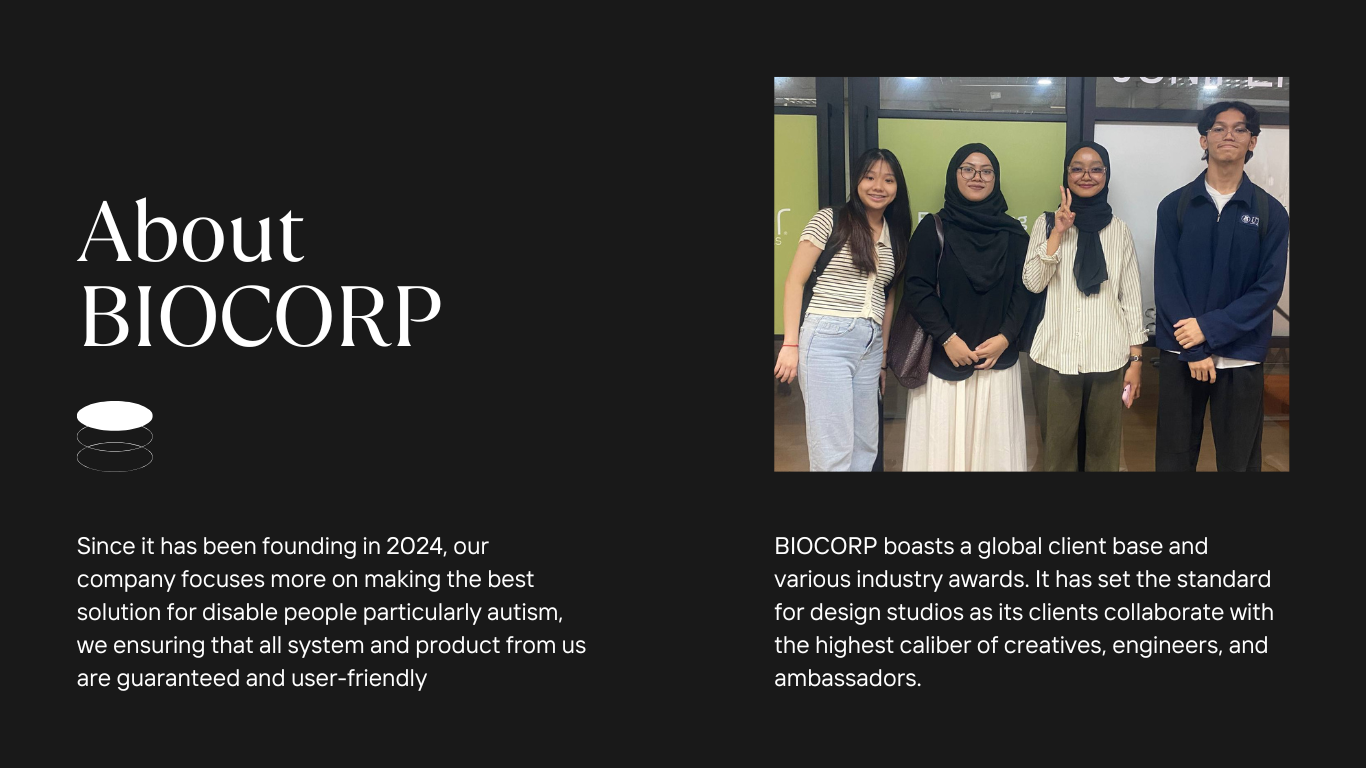 About
BIOCORP
Since it has been founding in 2024, our
company focuses more on making the best
solution for disable people particularly autism,
we ensuring that all system and product from us
are guaranteed and user-friendly
BIOCORP boasts a global client base and
various industry awards. It has set the standard
for design studios as its clients collaborate with
the highest caliber of creatives, engineers, and
ambassadors.